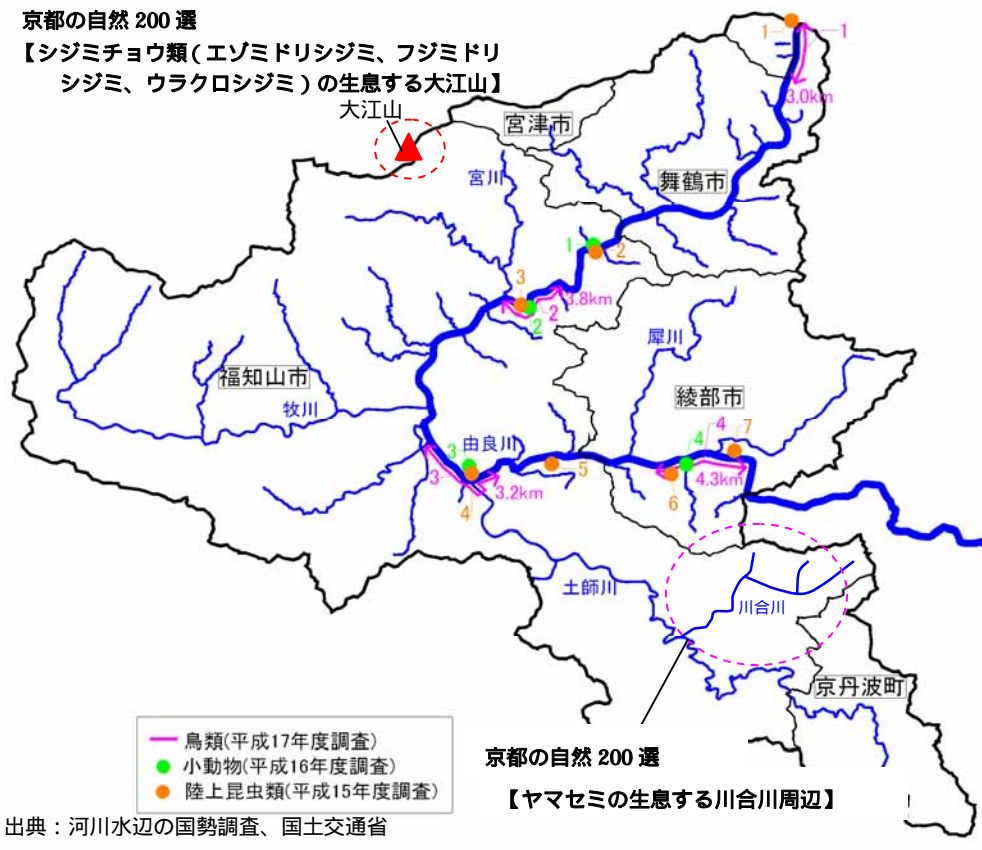 京都の自然 200 選
【シジミチョウ類(エゾミドリシジミ、フジミドリ
シジミ、ウラクロシジミ)の生息する大江山】
大江山
宮津市
舞鶴市
宮川
1
1
3.0km
1
2
3
3.8km
2
2
犀川
福知山市
牧川
綾部市
由良川
3
3
4
3.2km
5
4
4
7
4.3km
6
土師川
川合川
京丹波町
鳥類(平成17年度調査)
小動物(平成16年度調査)
陸上昆虫類(平成15年度調査)
京都の自然 200 選
【ヤマセミの生息する川合川周辺】
出典:河川水辺の国勢調査、国土交通省